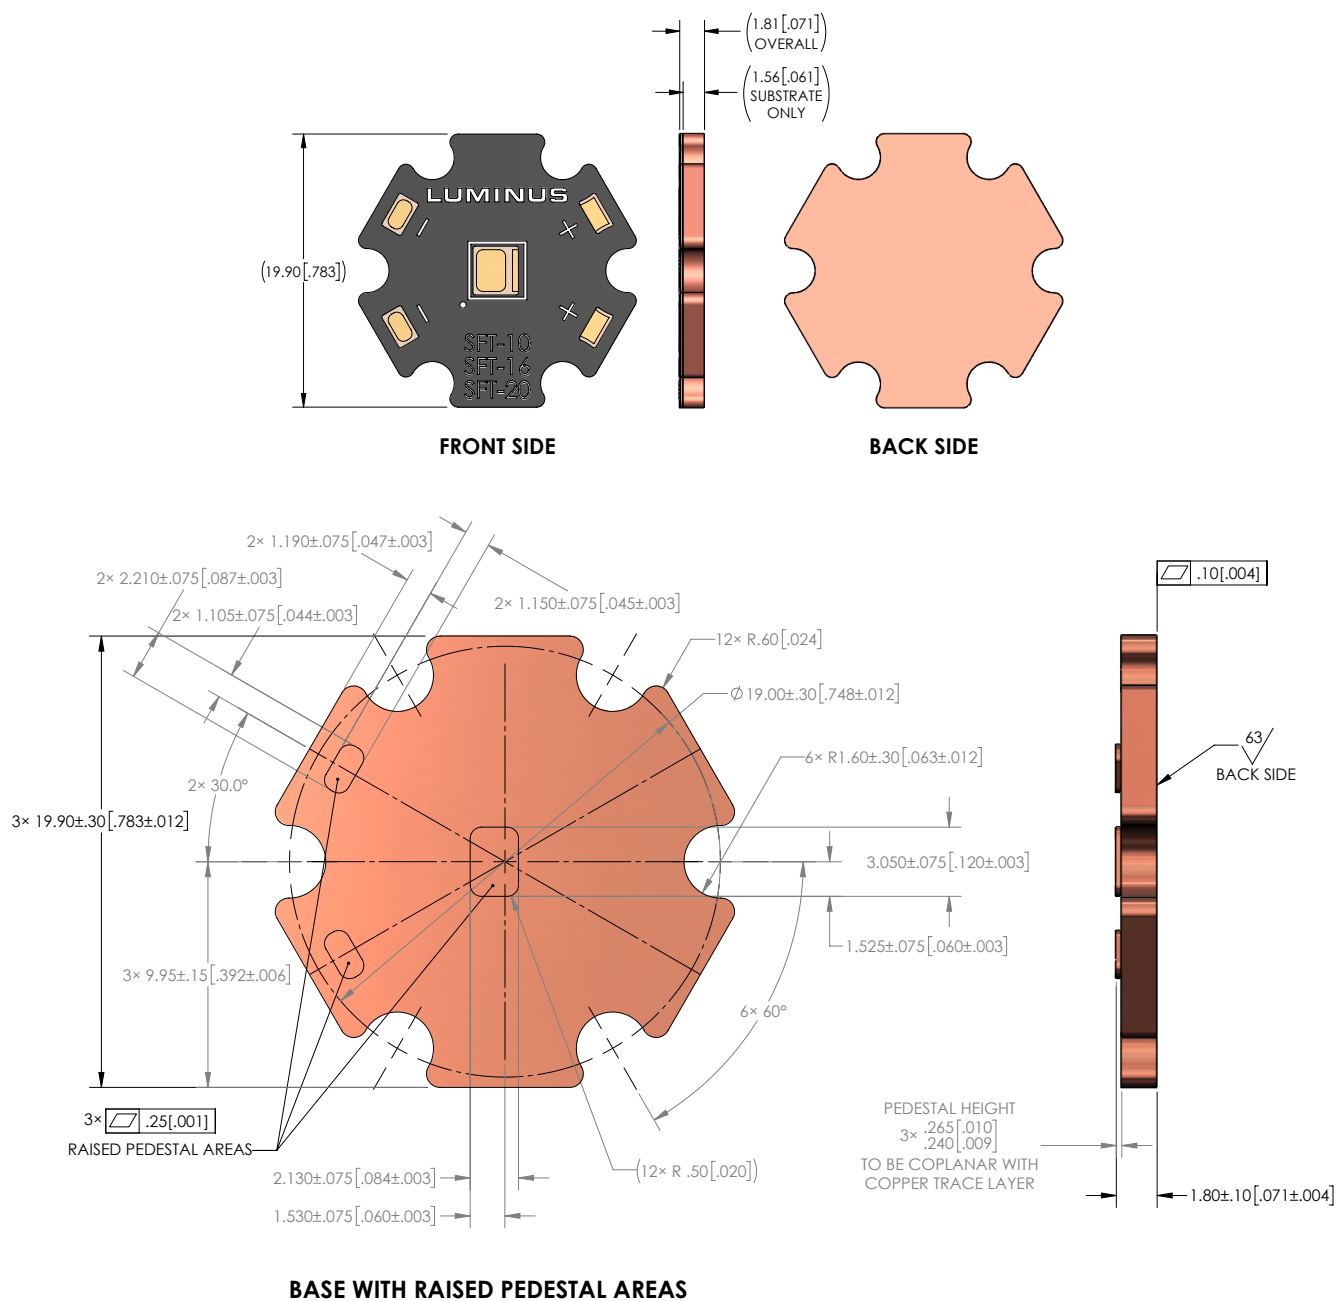 (1.81[.071]
OVERALL)
(1.56[.061]
SUBSTRATE
ONLY)
(19.90[.783])
LUMINUS
− +
− +
SFT-10
SFT-16
SFT-20
FRONT SIDE
BACK SIDE
2× 1.190±.075[.047±.003]
2× 2.210±.075[.087±.003]
2× 1.105±.075[.044±.003]
2× 1.150±.075[.045±.003]
12× R.60[.024]
Ø19.00±.30[.748±.012]
6× R1.60±.30[.063±.012]
2× 30.0°
3× 19.90±.30[.783±.012]
3.050±.075[.120±.003]
1.525±.075[.060±.003]
3× 9.95±.15[.392±.006]
6× 60°
3× ⏥ .25[.001]
RAISED PEDESTAL AREAS
2.130±.075[.084±.003]
1.530±.075[.060±.003]
(12× R .50[.020])
⏥ .10[.004]
63
BACK SIDE
PEDESTAL HEIGHT
3× .265[.010]
.240[.009]
TO BE COPLANAR WITH
COPPER TRACE LAYER
1.80±.10[.071±.004]
BASE WITH RAISED PEDESTAL AREAS